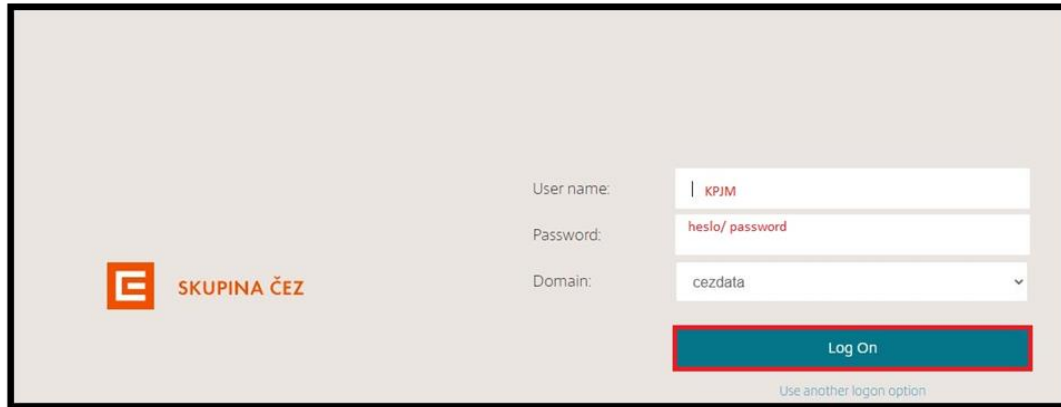 User name:
KPJM
Password:
heslo/ password
SKUPINA ČEZ
Domain:
cezdata
Log On
Use another logon option